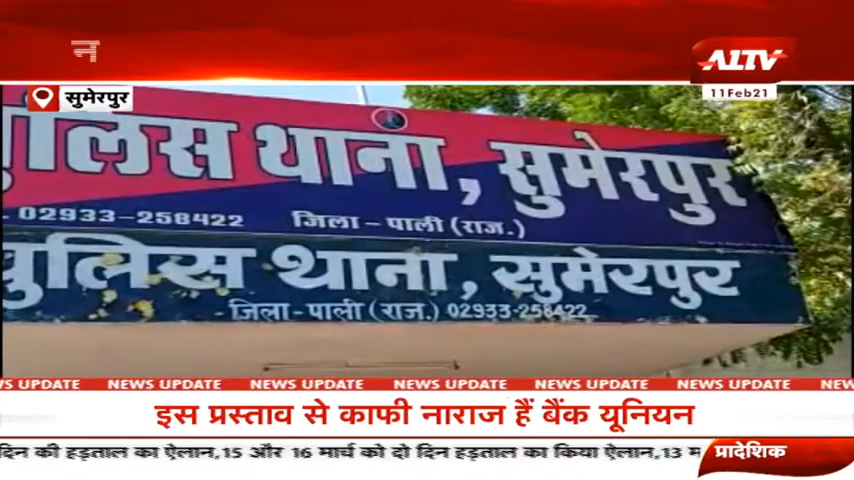 न
ALTV
11Feb21
सुमेरपुर
पुलिस थाना, सुमेरपुर
02933-258422 जिला - पाली (राज.)
पुलिस थाना, सुमेरपुर
जिला-पाली (राज.) 02933-258422
NEWS UPDATE NEWS UPDATE NEWS UPDATE NEWS UPDATE NEWS UPDATE NEWS UPDATE
इस प्रस्ताव से काफी नाराज हैं बैंक यूनियन
दिन की हड़ताल का ऐलान,15 और 16 मार्च को दो दिन हड़ताल का किया ऐलान,13
प्रादेशिक